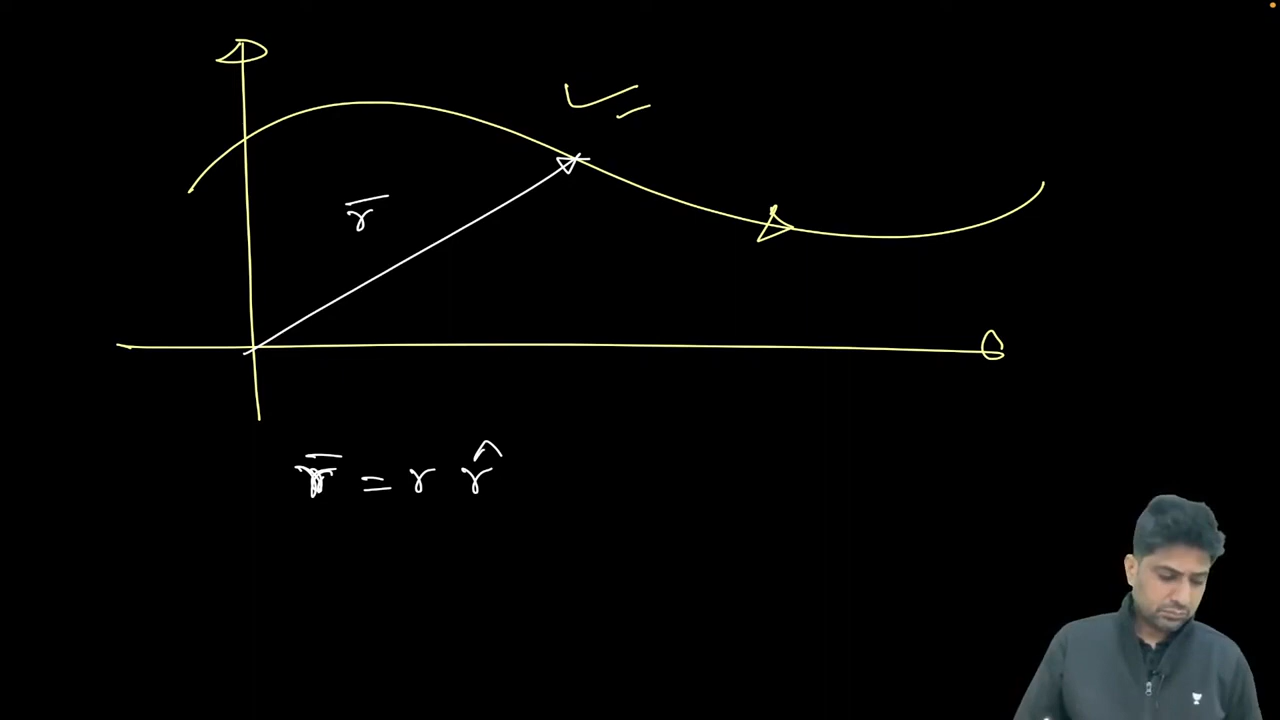 r̄
r̄ = r r̂